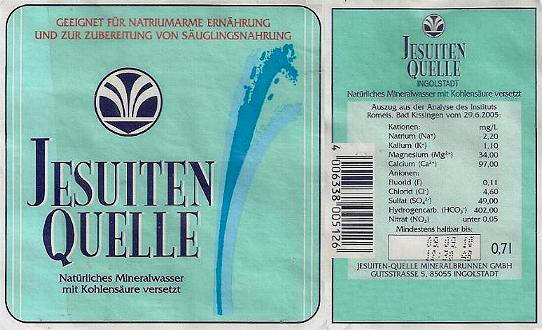 GEEIGNET FÜR NATRIUMARME ERNÄHRUNG
UND ZUR ZUBEREITUNG VON SÄUGLINGSNAHRUNG
JESUITEN
QUELLE
Natürliches Mineralwasser
mit Kohlensäure versetzt
JESUITEN
QUELLE
INGOLSTADT
Natürliches Mineralwasser mit Kohlensäure versetzt
Auszug aus der Analyse des Instituts
Romeis, Bad Kissingen vom 29.6.2005:
Kationen: mg/L
Natrium (Na⁺) 2,20
Kalium (K⁺) 1,10
Magnesium (Mg²⁺) 34,00
Calcium (Ca²⁺) 97,00
Anionen:
Fluorid (F) 0,11
Chlorid (Cl⁻) 4,60
Sulfat (SO₄²⁻) 49,00
Hydrogencarb. (HCO₃⁻) 402,00
Nitrat (NO₃⁻) unter 0,05
Mindestens haltbar bis:
0,7l
JESUITEN-QUELLE MINERALBRUNNEN GMBH
GUTSSTRASSE 5, 85055 INGOLSTADT
4 006338 005126